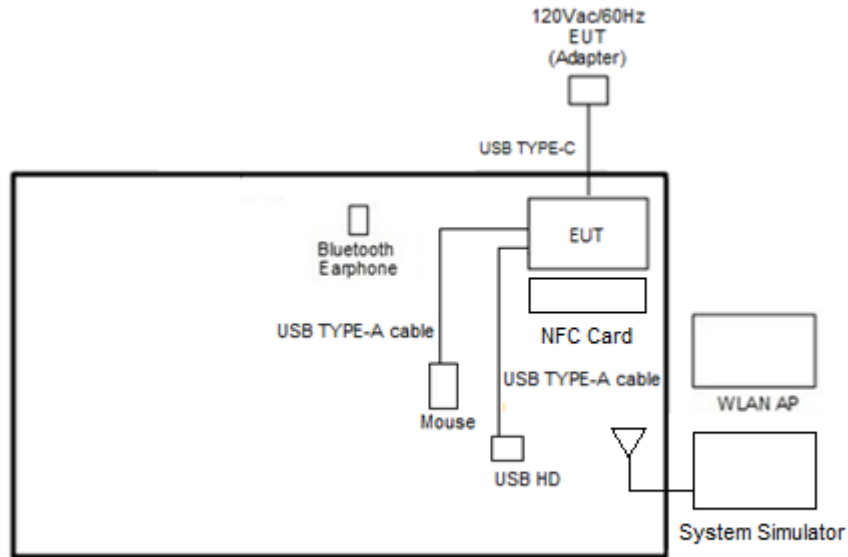 120Vac/60Hz
EUT
(Adapter)
USB TYPE-C
EUT
Bluetooth
Earphone
NFC Card
USB TYPE-A cable
USB TYPE-A cable
WLAN AP
Mouse
USB HD
System Simulator